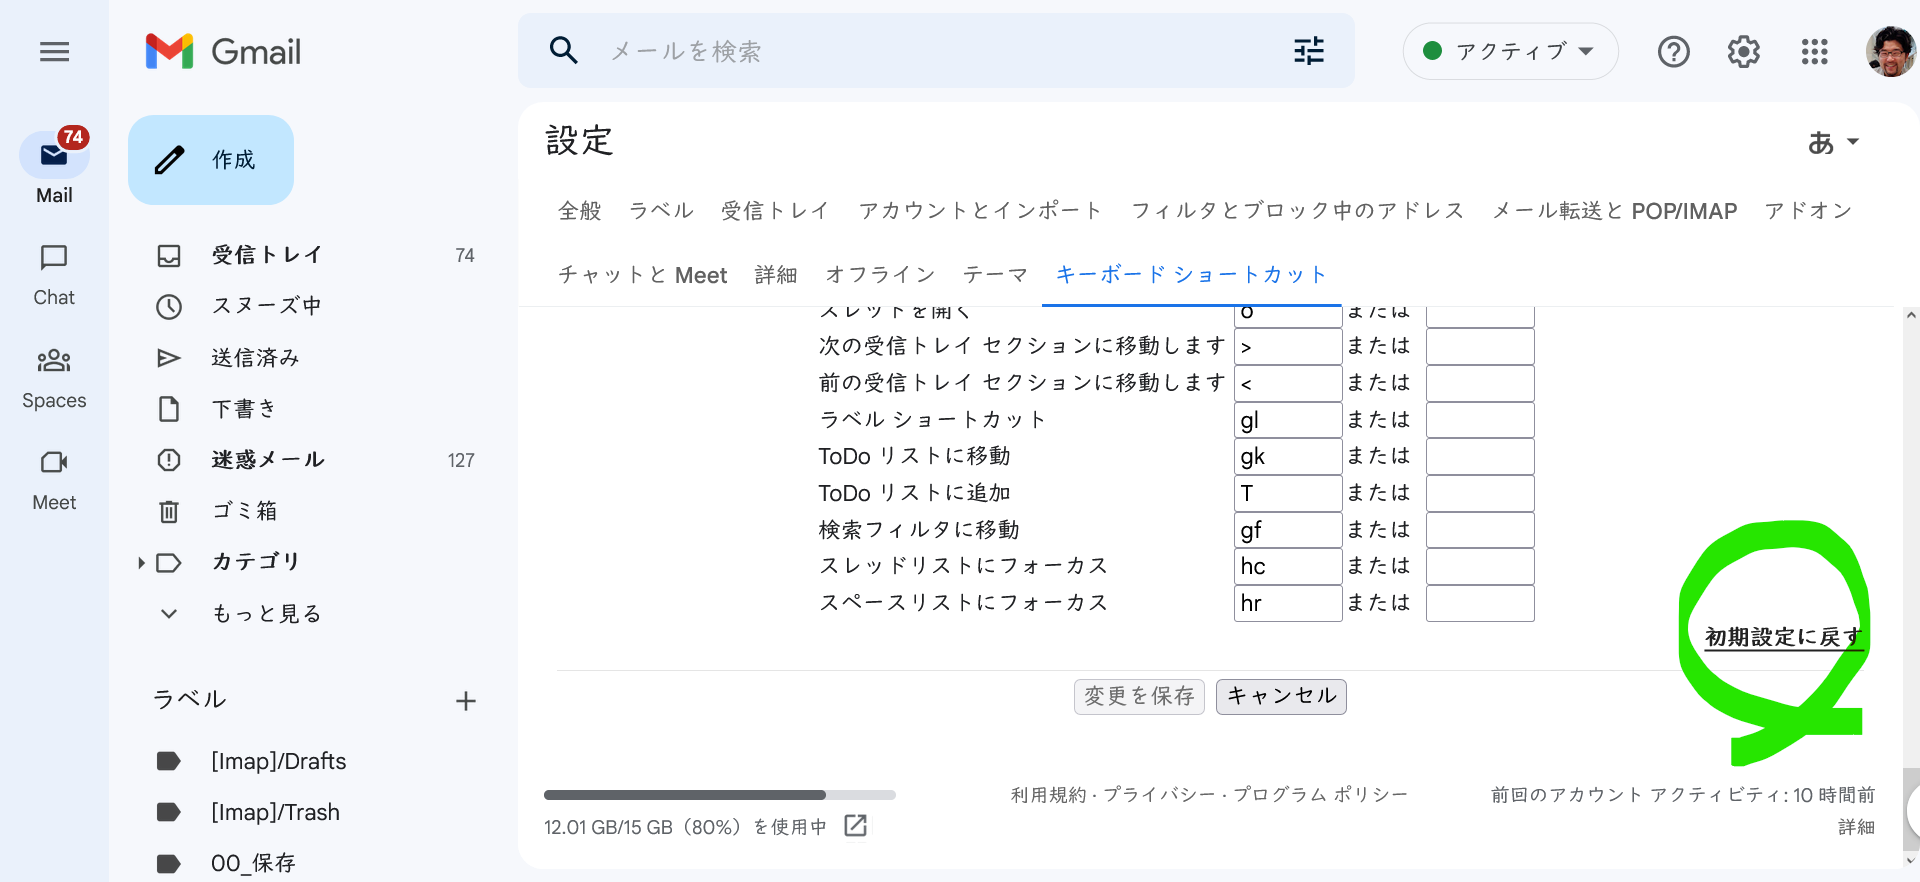 Gmail
メールを検索
アクティブ
74
Mail
Chat
Spaces
Meet
作成
受信トレイ 74
スヌーズ中
送信済み
下書き
迷惑メール 127
ゴミ箱
カテゴリ
もっと見る
ラベル
[Imap]/Drafts
[Imap]/Trash
00_保存
設定
あ
全般 ラベル 受信トレイ アカウントとインポート フィルタとブロック中のアドレス メール転送と POP/IMAP アドオン
チャットと Meet 詳細 オフライン テーマ キーボード ショートカット
スレットを開く o または
次の受信トレイ セクションに移動します > または
前の受信トレイ セクションに移動します < または
ラベル ショートカット gl または
ToDo リストに移動 gk または
ToDo リストに追加 T または
検索フィルタに移動 gf または
スレッドリストにフォーカス hc または
スペースリストにフォーカス hr または
初期設定に戻す
変更を保存 キャンセル
12.01 GB/15 GB（80%）を使用中
利用規約 · プライバシー · プログラム ポリシー
前回のアカウント アクティビティ: 10 時間前
詳細